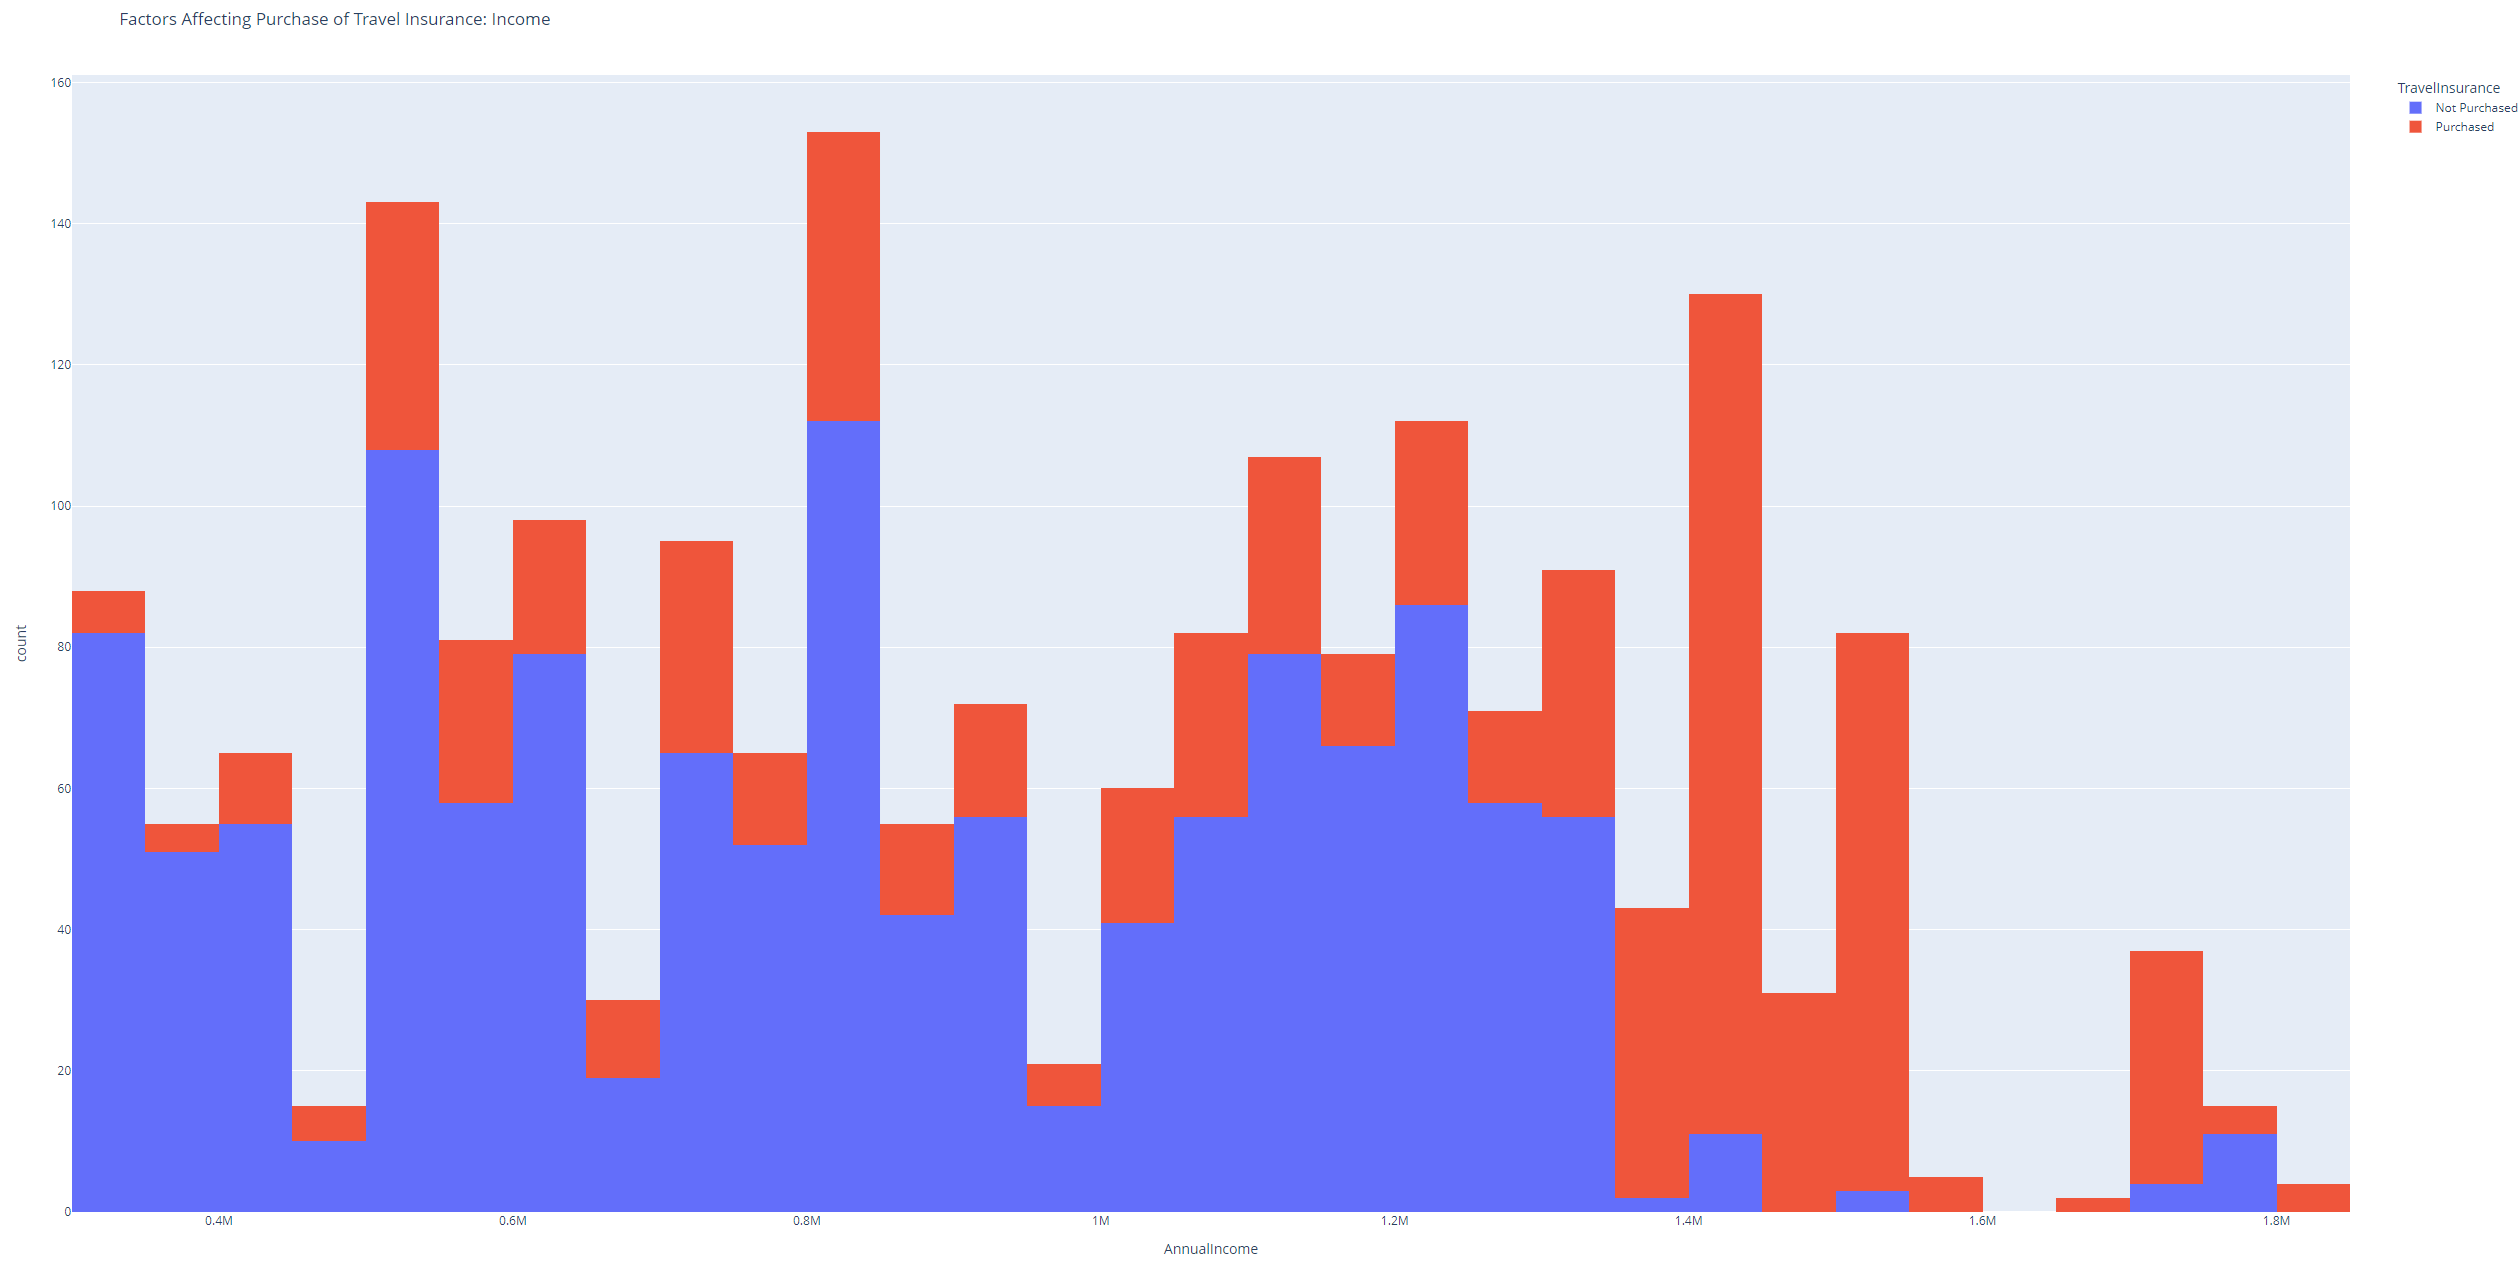 Factors Affecting Purchase of Travel Insurance: Income
TravelInsurance
Not Purchased
Purchased
160
140
120
100
80
60
40
20
0
count
0.4M
0.6M
0.8M
1M
1.2M
1.4M
1.6M
1.8M
AnnualIncome